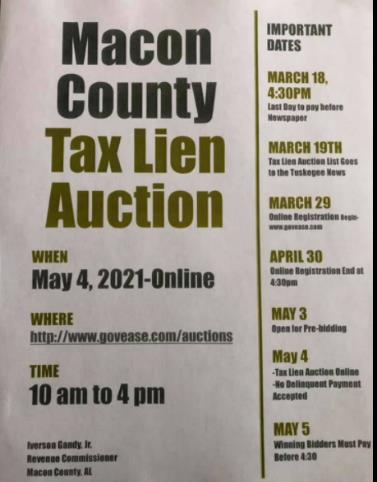 Macon
County
Tax Lien
Auction
WHEN
May 4, 2021-Online
WHERE
http://www.govease.com/auctions
TIME
10 am to 4 pm
Iverson Gandy, Jr.
Revenue Commissioner
Macon County, AL
IMPORTANT
DATES
MARCH 18,
4:30PM
Last Day to pay before
Newspaper
MARCH 19TH
Tax Lien Auction List Goes
to the Tuskegee News
MARCH 29
Online Registration Begin-
www.govease.com
APRIL 30
Online Registration End at
4:30pm
MAY 3
Open for Pre-bidding
May 4
-Tax Lien Auction Online
-No Delinquent Payment
Accepted
MAY 5
Winning Bidders Must Pay
Before 4:30